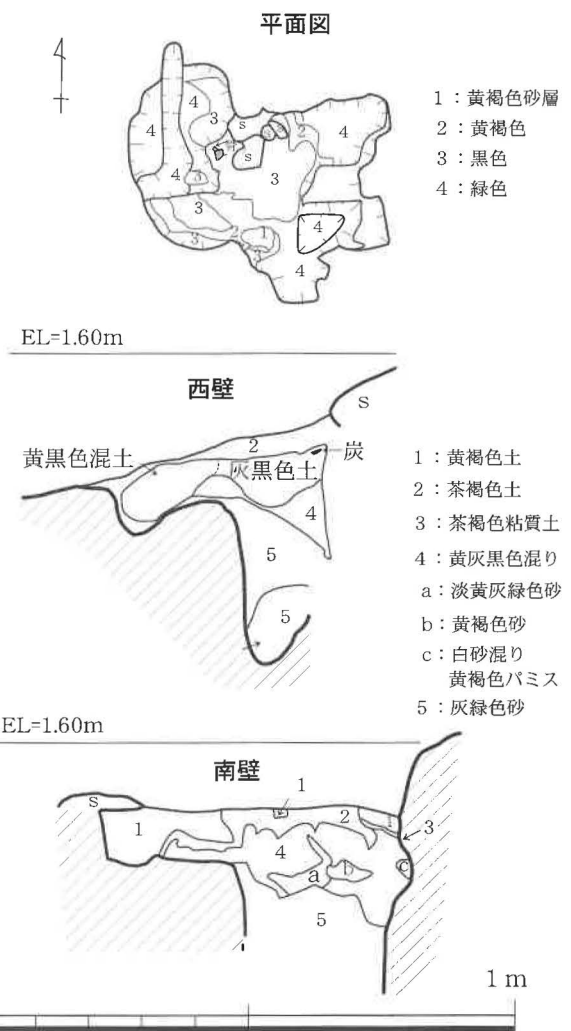 平面図
1：黄褐色砂層
2：黄褐色
3：黒色
4：緑色
4
4
3
s
2
4
s
3
4
3
3
3
2
1
4
4
EL=1.60m
西壁
s
黄黒色混土
2
炭
灰黒色土
4
5
5
1：黄褐色土
2：茶褐色土
3：茶褐色粘質土
4：黄灰黒色混り
a：淡黄灰緑色砂
b：黄褐色砂
c：白砂混り
黄褐色パミス
5：灰緑色砂
EL=1.60m
南壁
s
1
1
2
3
4
a
b
c
5
1m